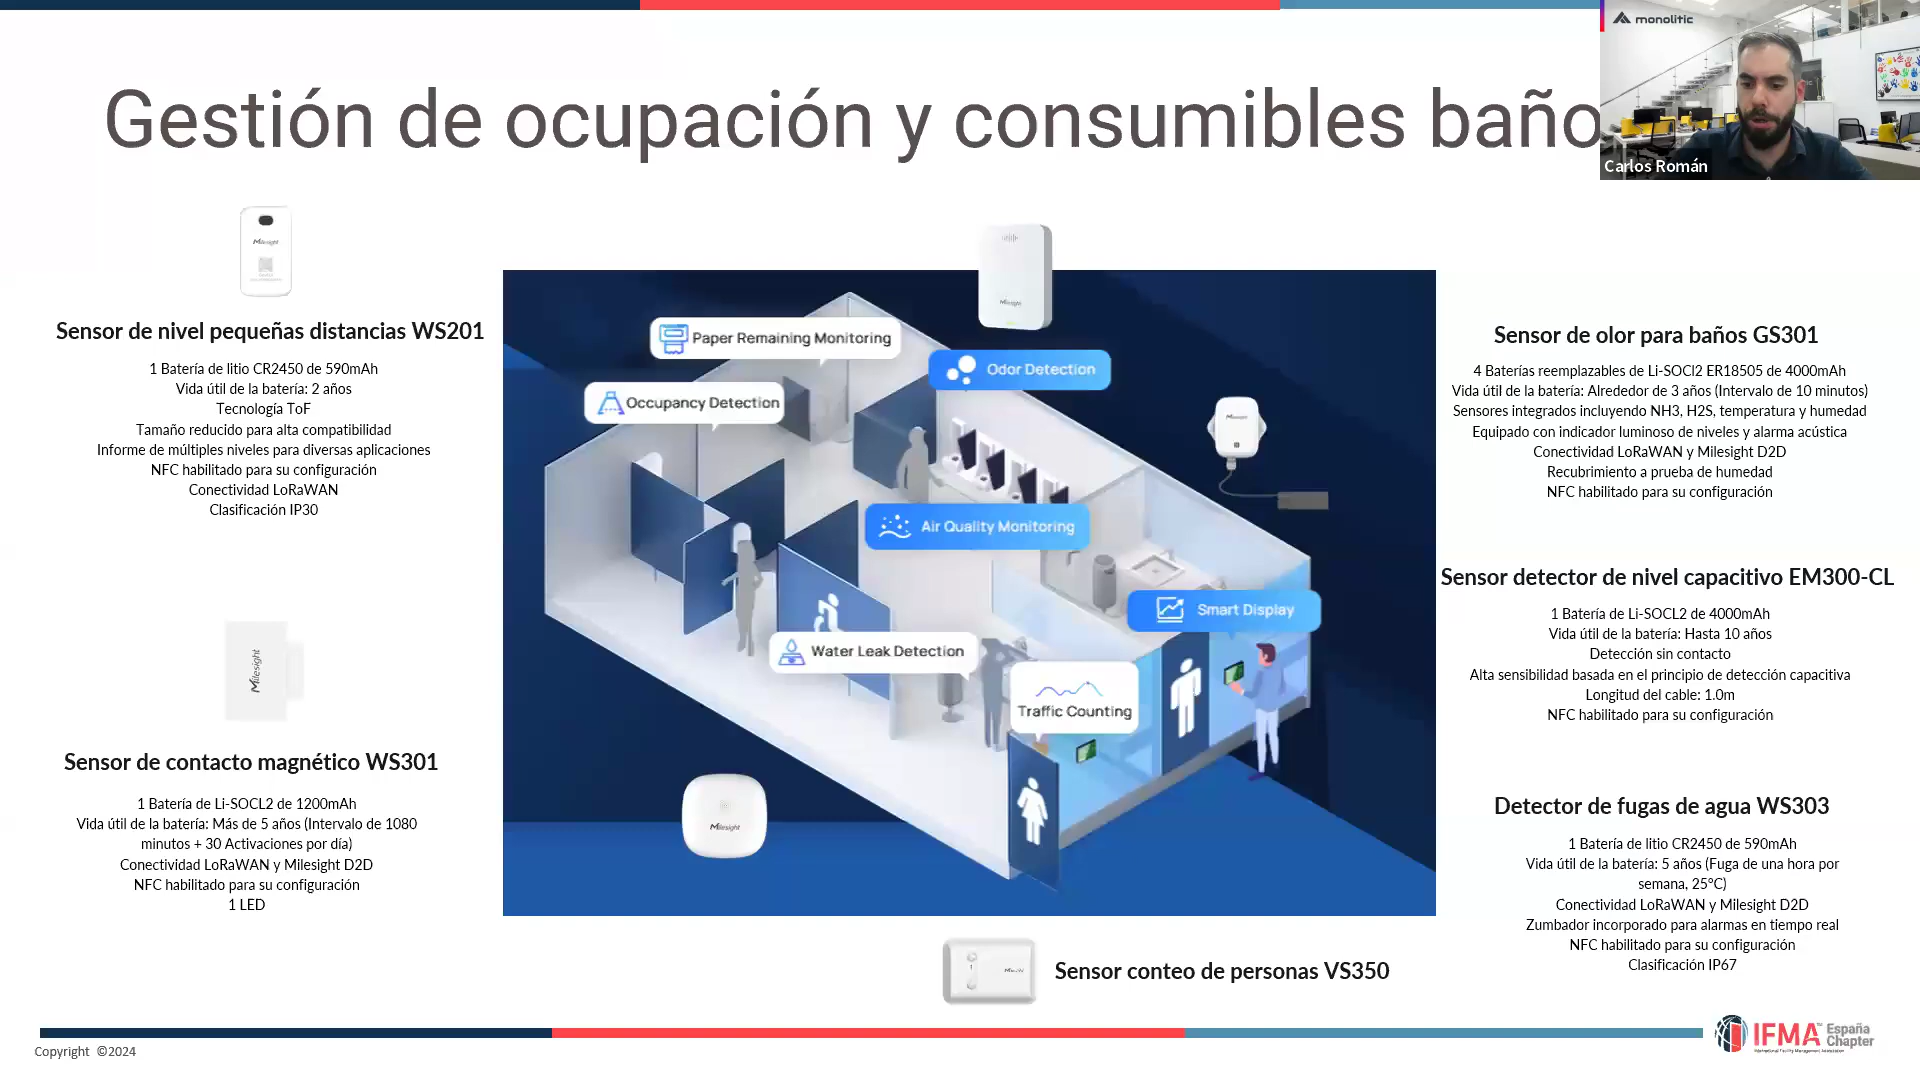 monolitic
Carlos Román
Gestión de ocupación y consumibles baño
Milesight
Sensor de nivel pequeñas distancias WS201
1 Batería de litio CR2450 de 590mAh
Vida útil de la batería: 2 años
Tecnología ToF
Tamaño reducido para alta compatibilidad
Informe de múltiples niveles para diversas aplicaciones
NFC habilitado para su configuración
Conectividad LoRaWAN
Clasificación IP30
Milesight
Sensor de contacto magnético WS301
1 Batería de Li-SOCL2 de 1200mAh
Vida útil de la batería: Más de 5 años (Intervalo de 1080
minutos + 30 Activaciones por día)
Conectividad LoRaWAN y Milesight D2D
NFC habilitado para su configuración
1 LED
Milesight
Paper Remaining Monitoring
Odor Detection
Occupancy Detection
Milesight
Air Quality Monitoring
Smart Display
Water Leak Detection
Traffic Counting
Milesight
Sensor conteo de personas VS350
Sensor de olor para baños GS301
4 Baterías reemplazables de Li-SOCl2 ER18505 de 4000mAh
Vida útil de la batería: Alrededor de 3 años (Intervalo de 10 minutos)
Sensores integrados incluyendo NH3, H2S, temperatura y humedad
Equipado con indicador luminoso de niveles y alarma acústica
Conectividad LoRaWAN y Milesight D2D
Recubrimiento a prueba de humedad
NFC habilitado para su configuración
Sensor detector de nivel capacitivo EM300-CL
1 Batería de Li-SOCL2 de 4000mAh
Vida útil de la batería: Hasta 10 años
Detección sin contacto
Alta sensibilidad basada en el principio de detección capacitiva
Longitud del cable: 1.0m
NFC habilitado para su configuración
Detector de fugas de agua WS303
1 Batería de litio CR2450 de 590mAh
Vida útil de la batería: 5 años (Fuga de una hora por
semana, 25°C)
Conectividad LoRaWAN y Milesight D2D
Zumbador incorporado para alarmas en tiempo real
NFC habilitado para su configuración
Clasificación IP67
Copyright ©2024
IFMA™ España
Chapter
International Facility Management Association